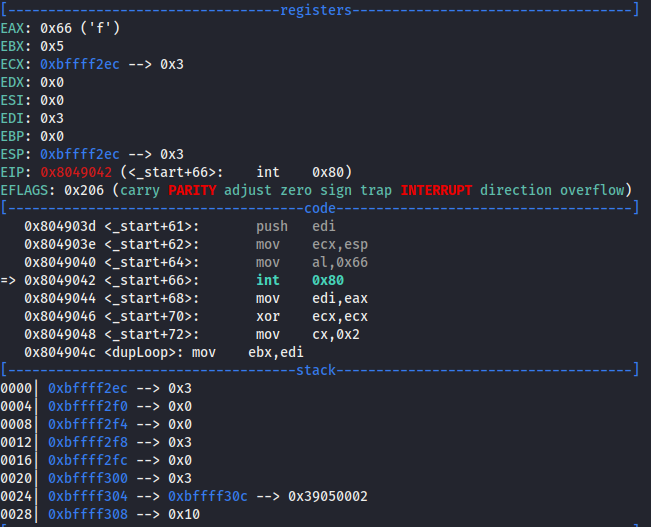 [----------------------------------registers-----------------------------------]
EAX: 0x66 ('f')
EBX: 0x5
ECX: 0xbffff2ec --> 0x3
EDX: 0x0
ESI: 0x0
EDI: 0x3
EBP: 0x0
ESP: 0xbffff2ec --> 0x3
EIP: 0x8049042 (<_start+66>: int 0x80)
EFLAGS: 0x206 (carry PARITY adjust zero sign trap INTERRUPT direction overflow)
[-------------------------------------code-------------------------------------]
0x804903d <_start+61>: push edi
0x804903e <_start+62>: mov ecx,esp
0x8049040 <_start+64>: mov al,0x66
=> 0x8049042 <_start+66>: int 0x80
0x8049044 <_start+68>: mov edi,eax
0x8049046 <_start+70>: xor ecx,ecx
0x8049048 <_start+72>: mov cx,0x2
0x804904c <dupLoop>: mov ebx,edi
[------------------------------------stack-------------------------------------]
0000| 0xbffff2ec --> 0x3
0004| 0xbffff2f0 --> 0x0
0008| 0xbffff2f4 --> 0x0
0012| 0xbffff2f8 --> 0x3
0016| 0xbffff2fc --> 0x0
0020| 0xbffff300 --> 0x3
0024| 0xbffff304 --> 0xbffff30c --> 0x39050002
0028| 0xbffff308 --> 0x10